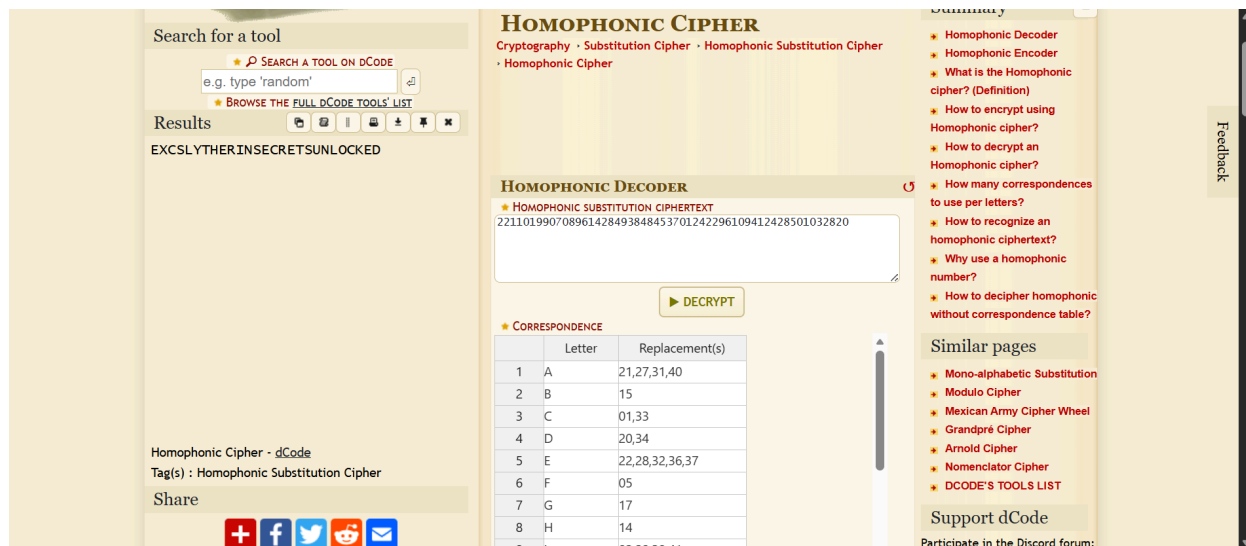 Search for a tool
SEARCH A TOOL ON DCODE
e.g. type 'random'
BROWSE THE FULL DCODE TOOLS' LIST
Results
EXCSLYTHERINSECRETSUNLOCKED
Homophonic Cipher - dCode
Tag(s) : Homophonic Substitution Cipher
Share
HOMOPHONIC CIPHER
Cryptography › Substitution Cipher › Homophonic Substitution Cipher
› Homophonic Cipher
HOMOPHONIC DECODER
HOMOPHONIC SUBSTITUTION CIPHERTEXT
2211019907089614284938484537012422961094124285010328​20
▶ DECRYPT
CORRESPONDENCE
Letter Replacement(s)
1 A 21,27,31,40
2 B 15
3 C 01,33
4 D 20,34
5 E 22,28,32,36,37
6 F 05
7 G 17
8 H 14
Summary
Homophonic Decoder
Homophonic Encoder
What is the Homophonic
cipher? (Definition)
How to encrypt using
Homophonic cipher?
How to decrypt an
Homophonic cipher?
How many correspondences
to use per letters?
How to recognize an
homophonic ciphertext?
Why use a homophonic
number?
How to decipher homophonic
without correspondence table?
Similar pages
Mono-alphabetic Substitution
Modulo Cipher
Mexican Army Cipher Wheel
Grandpré Cipher
Arnold Cipher
Nomenclator Cipher
DCODE'S TOOLS LIST
Support dCode
Participate in the Discord forum:
Feedback